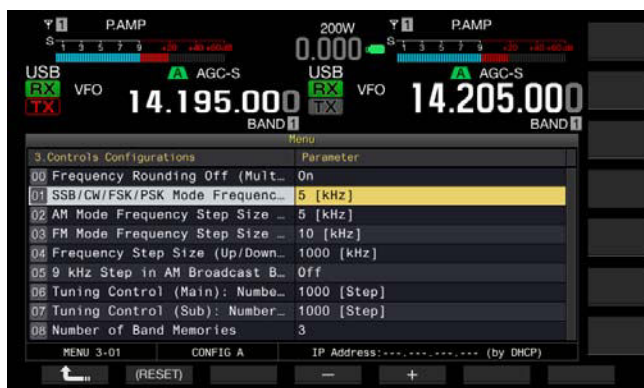 1 P.AMP 200W 1 P.AMP
S 1 3 5 7 9 +20 +40 +60dB 0.000 S 1 3 5 7 9 +20 +40 +60dB
USB A AGC-S USB A AGC-S
RX VFO 14.195.000 RX VFO 14.205.000
TX BAND 1 TX BAND 1
Menu
3.Controls Configurations Parameter
00 Frequency Rounding Off (Mult… On
01 SSB/CW/FSK/PSK Mode Frequenc… 5 [kHz]
02 AM Mode Frequency Step Size … 5 [kHz]
03 FM Mode Frequency Step Size … 10 [kHz]
04 Frequency Step Size (Up/Down… 1000 [kHz]
05 9 kHz Step in AM Broadcast B… Off
06 Tuning Control (Main): Numbe… 1000 [Step]
07 Tuning Control (Sub): Number… 1000 [Step]
08 Number of Band Memories 3
MENU 3-01 CONFIG A IP Address:---.---.---.--- (by DHCP)
(RESET) − +